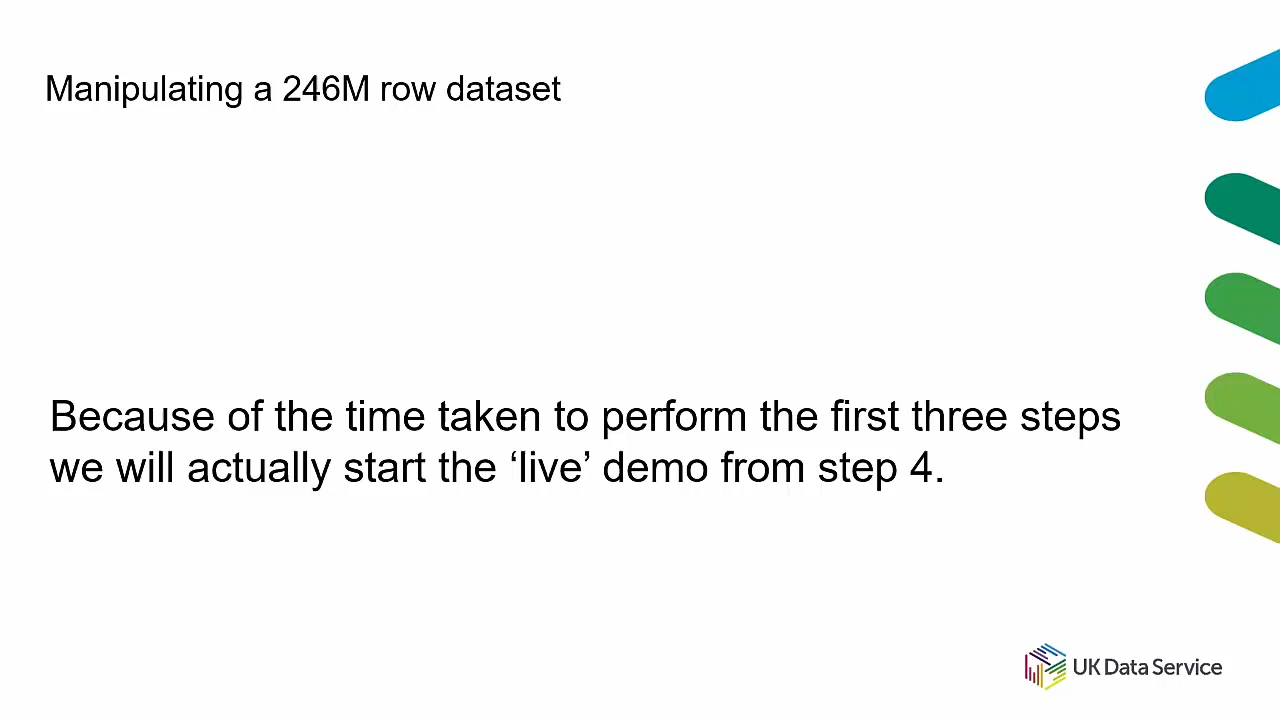 Manipulating a 246M row dataset
Because of the time taken to perform the first three steps
we will actually start the ‘live’ demo from step 4.
UK Data Service